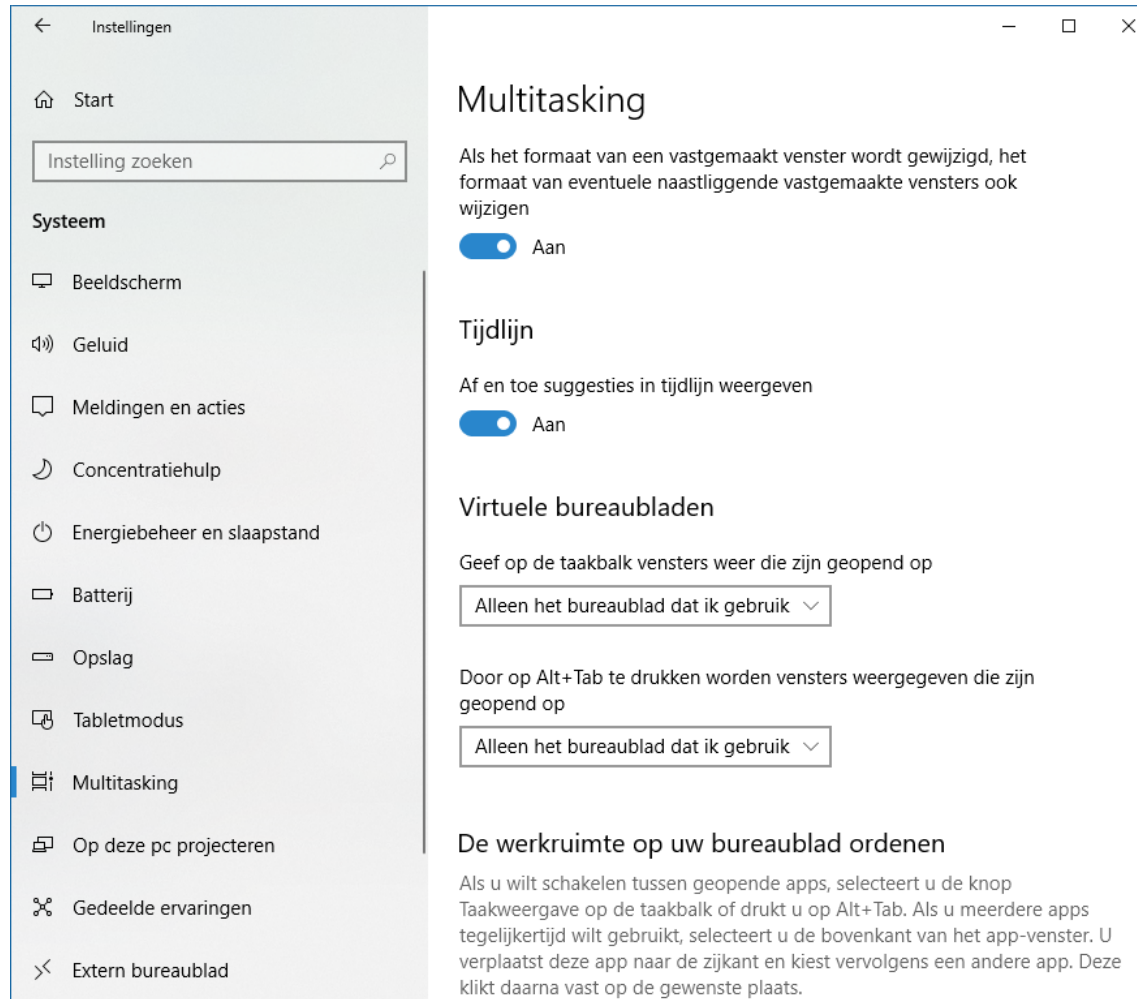 Instellingen
Start
Instelling zoeken
Systeem
Beeldscherm
Geluid
Meldingen en acties
Concentratiehulp
Energiebeheer en slaapstand
Batterij
Opslag
Tabletmodus
Multitasking
Op deze pc projecteren
Gedeelde ervaringen
Extern bureaublad
Multitasking
Als het formaat van een vastgemaakt venster wordt gewijzigd, het
formaat van eventuele naastliggende vastgemaakte vensters ook
wijzigen
Aan
Tijdlijn
Af en toe suggesties in tijdlijn weergeven
Aan
Virtuele bureaubladen
Geef op de taakbalk vensters weer die zijn geopend op
Alleen het bureaublad dat ik gebruik
Door op Alt+Tab te drukken worden vensters weergegeven die zijn
geopend op
Alleen het bureaublad dat ik gebruik
De werkruimte op uw bureaublad ordenen
Als u wilt schakelen tussen geopende apps, selecteert u de knop
Taakweergave op de taakbalk of drukt u op Alt+Tab. Als u meerdere apps
tegelijkertijd wilt gebruikt, selecteert u de bovenkant van het app-venster. U
verplaatst deze app naar de zijkant en kiest vervolgens een andere app. Deze
klikt daarna vast op de gewenste plaats.